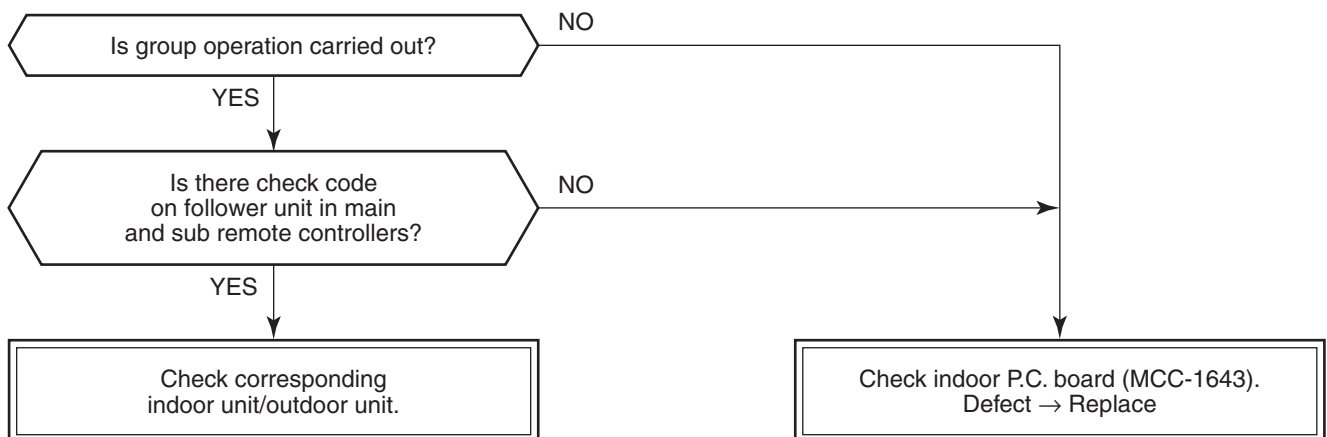 Is group operation carried out?
NO
YES
Is there check code
on follower unit in main
and sub remote controllers?
NO
YES
Check corresponding
indoor unit/outdoor unit.
Check indoor P.C. board (MCC-1643).
Defect → Replace